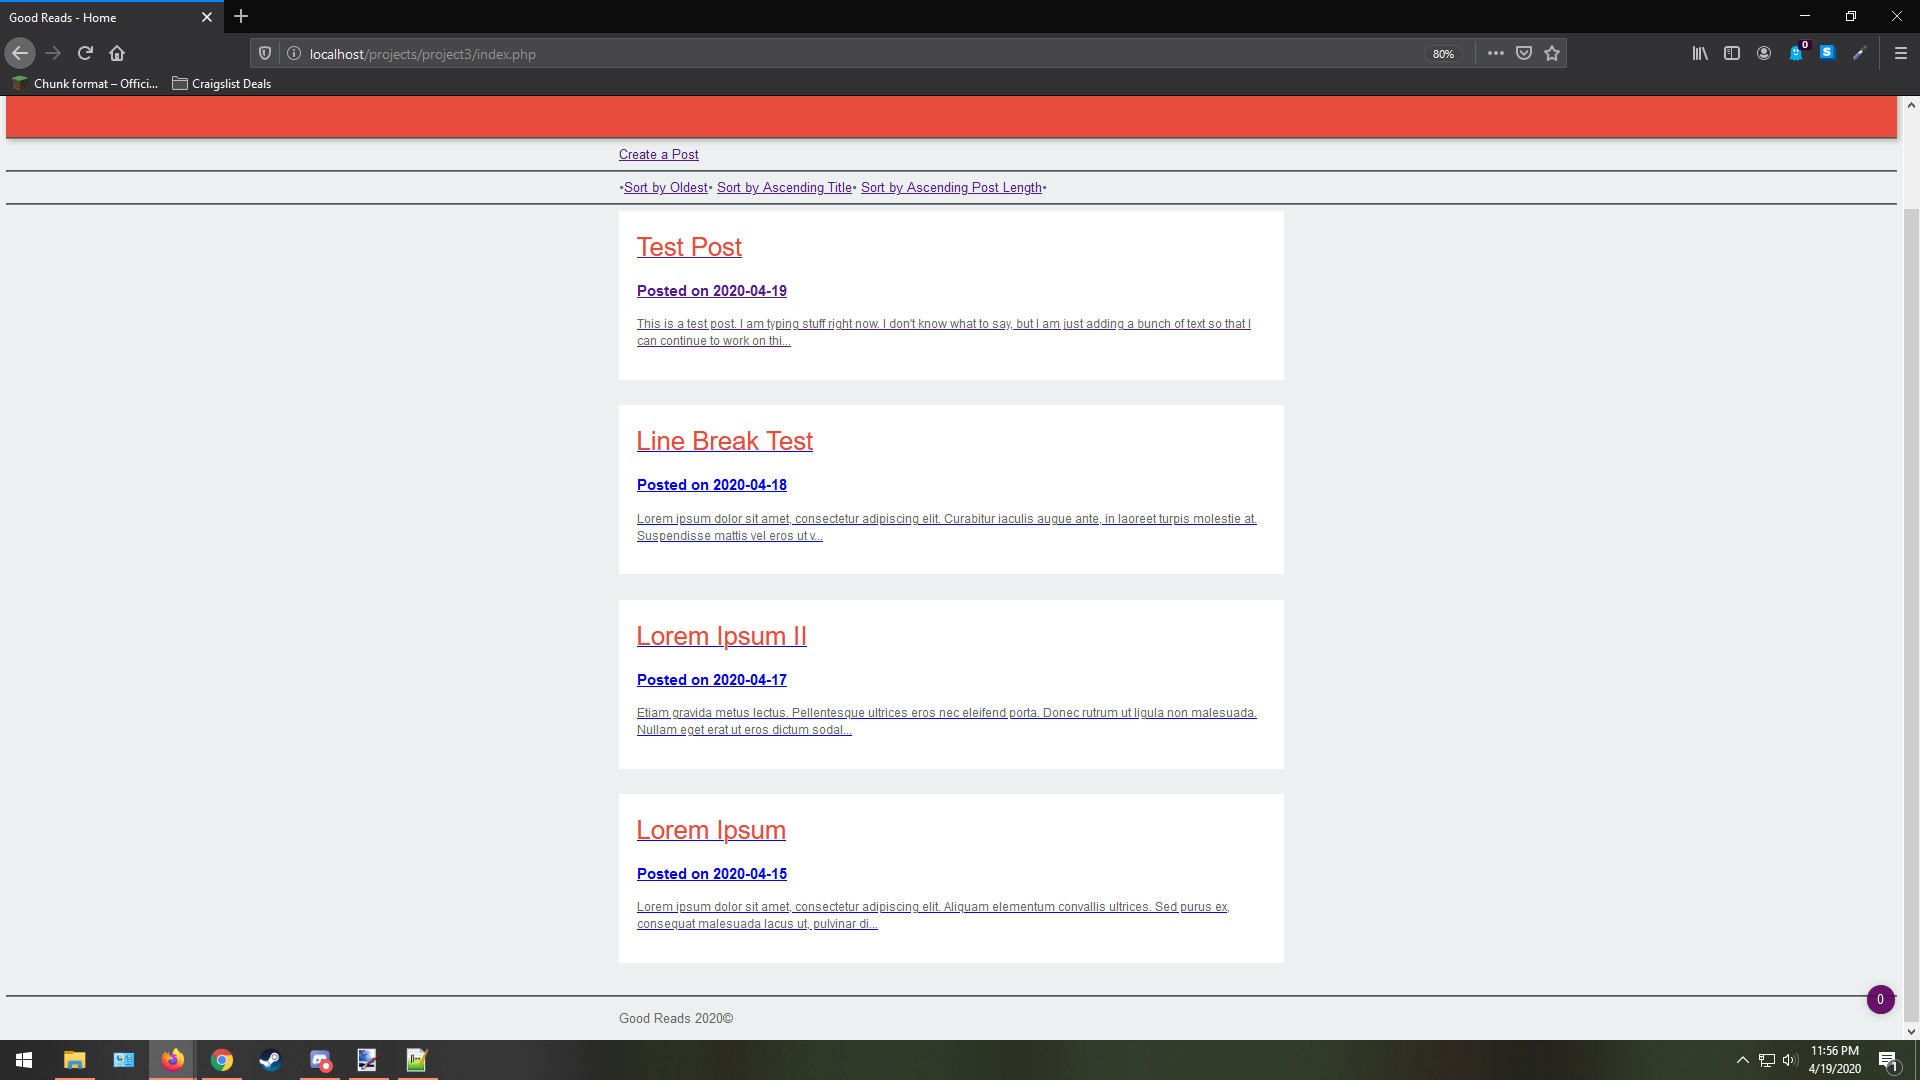 Good Reads - Home
localhost/projects/project3/index.php
80%
0
S
Chunk format – Offici...
Craigslist Deals
Create a Post
•Sort by Oldest• Sort by Ascending Title• Sort by Ascending Post Length•
Test Post
Posted on 2020-04-19
This is a test post. I am typing stuff right now. I don't know what to say, but I am just adding a bunch of text so that I
can continue to work on thi...
Line Break Test
Posted on 2020-04-18
Lorem ipsum dolor sit amet, consectetur adipiscing elit. Curabitur iaculis augue ante, in laoreet turpis molestie at.
Suspendisse mattis vel eros ut v...
Lorem Ipsum II
Posted on 2020-04-17
Etiam gravida metus lectus. Pellentesque ultrices eros nec eleifend porta. Donec rutrum ut ligula non malesuada.
Nullam eget erat ut eros dictum sodal...
Lorem Ipsum
Posted on 2020-04-15
Lorem ipsum dolor sit amet, consectetur adipiscing elit. Aliquam elementum convallis ultrices. Sed purus ex,
consequat malesuada lacus ut, pulvinar di...
0
Good Reads 2020©
11:56 PM
4/19/2020
1